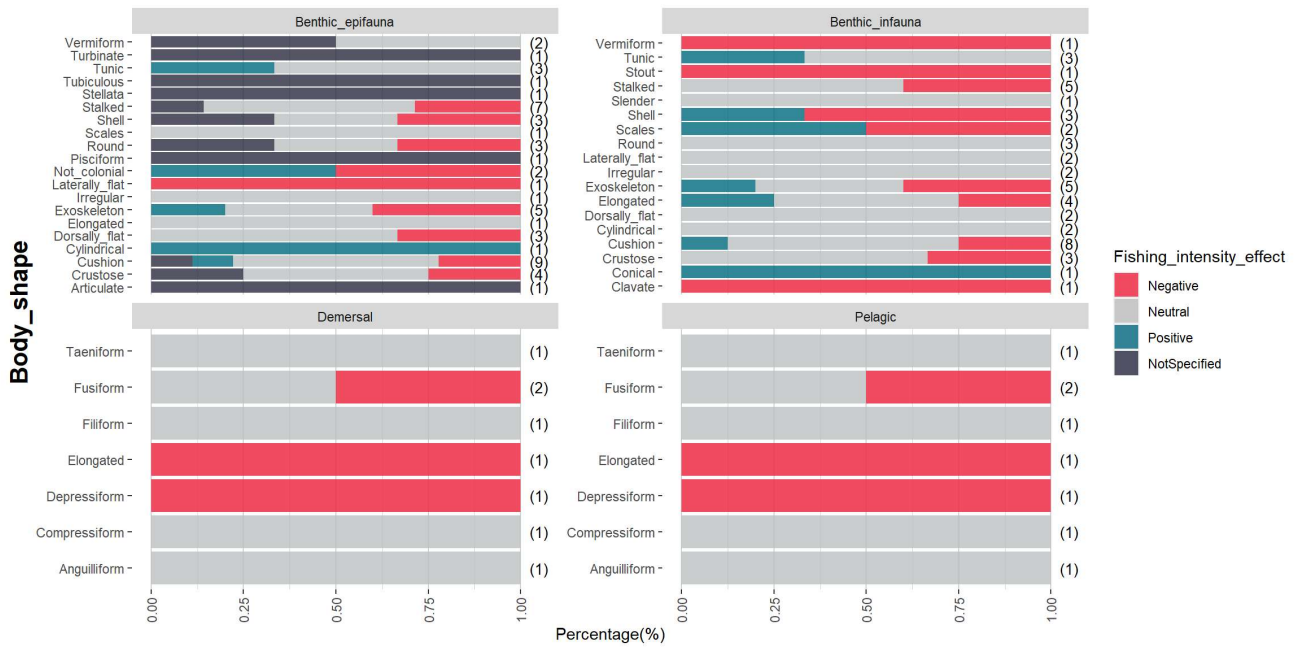 Benthic_epifauna
Benthic_infauna
Vermiform (2)
Turbinate (1)
Tunic (3)
Tubiculous (1)
Stellata (1)
Stalked (7)
Shell (3)
Scales (1)
Round (3)
Pisciform (1)
Not_colonial (2)
Laterally_flat (1)
Irregular (1)
Exoskeleton (5)
Elongated (1)
Dorsally_flat (3)
Cylindrical (1)
Cushion (9)
Crustose (4)
Articulate (1)
Vermiform (1)
Tunic (3)
Stout (1)
Stalked (5)
Slender (1)
Shell (3)
Scales (2)
Round (3)
Laterally_flat (2)
Irregular (2)
Exoskeleton (5)
Elongated (4)
Dorsally_flat (2)
Cylindrical (2)
Cushion (8)
Crustose (3)
Conical (1)
Clavate (1)
Body_shape
Demersal
Pelagic
Taeniform (1)
Fusiform (2)
Filiform (1)
Elongated (1)
Depressiform (1)
Compressiform (1)
Anguilliform (1)
0.00 0.25 0.50 0.75 1.00
Taeniform (1)
Fusiform (2)
Filiform (1)
Elongated (1)
Depressiform (1)
Compressiform (1)
Anguilliform (1)
0.00 0.25 0.50 0.75 1.00
Percentage(%)
Fishing_intensity_effect
Negative
Neutral
Positive
NotSpecified